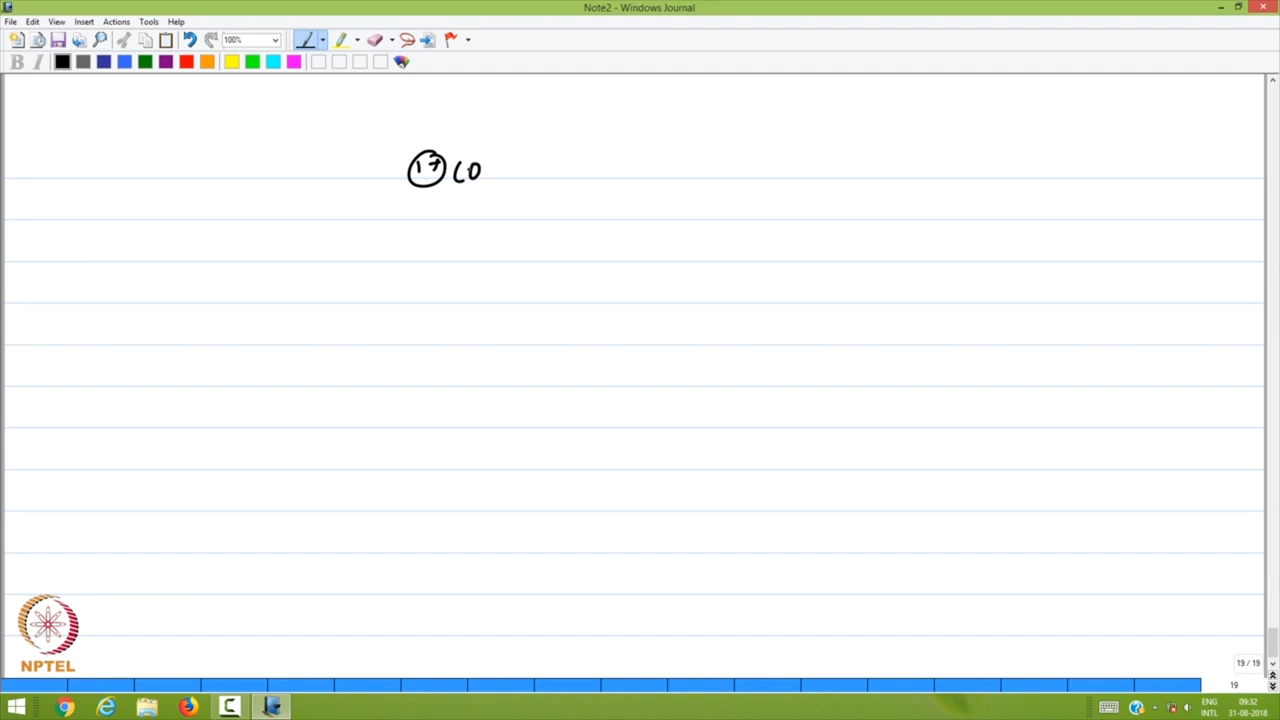 Note2 - Windows Journal
File Edit View Insert Actions Tools Help
100%
B I
17 CO
NPTEL
19 / 19
19
ENG 09:32
INTL 31-08-2018